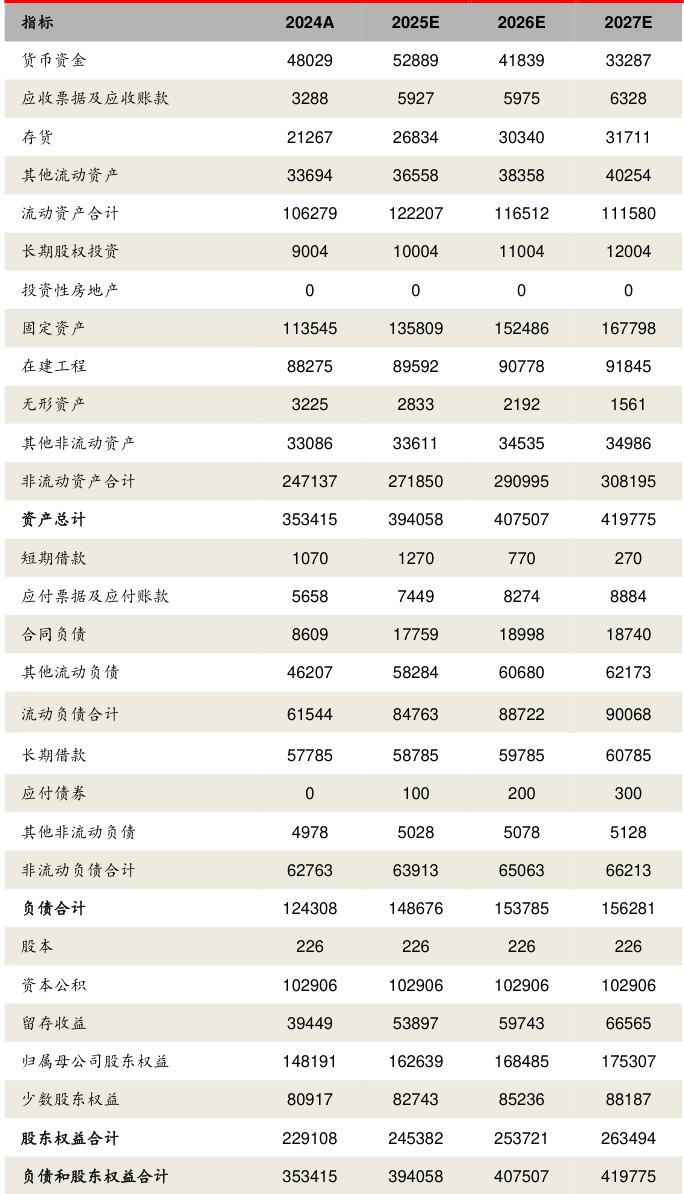 指标 2024A 2025E 2026E 2027E
货币资金 48029 52889 41839 33287
应收票据及应收账款 3288 5927 5975 6328
存货 21267 26834 30340 31711
其他流动资产 33694 36558 38358 40254
流动资产合计 106279 122207 116512 111580
长期股权投资 9004 10004 11004 12004
投资性房地产 0 0 0 0
固定资产 113545 135809 152486 167798
在建工程 88275 89592 90778 91845
无形资产 3225 2833 2192 1561
其他非流动资产 33086 33611 34535 34986
非流动资产合计 247137 271850 290995 308195
资产总计 353415 394058 407507 419775
短期借款 1070 1270 770 270
应付票据及应付账款 5658 7449 8274 8884
合同负债 8609 17759 18998 18740
其他流动负债 46207 58284 60680 62173
流动负债合计 61544 84763 88722 90068
长期借款 57785 58785 59785 60785
应付债券 0 100 200 300
其他非流动负债 4978 5028 5078 5128
非流动负债合计 62763 63913 65063 66213
负债合计 124308 148676 153785 156281
股本 226 226 226 226
资本公积 102906 102906 102906 102906
留存收益 39449 53897 59743 66565
归属母公司股东权益 148191 162639 168485 175307
少数股东权益 80917 82743 85236 88187
股东权益合计 229108 245382 253721 263494
负债和股东权益合计 353415 394058 407507 419775